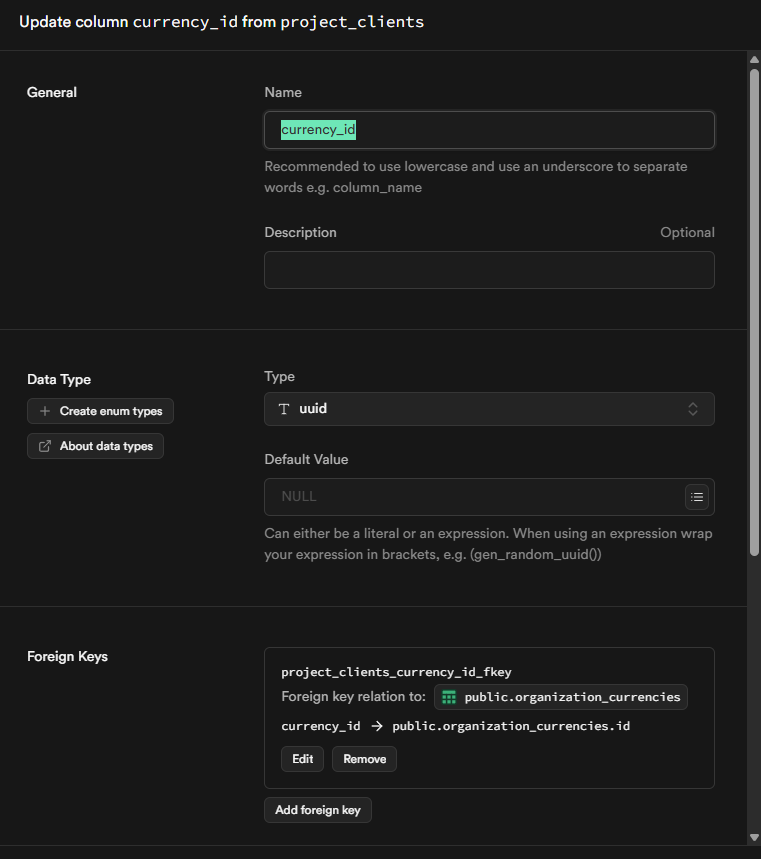 Update column currency_id from project_clients
General
Name
currency_id
Recommended to use lowercase and use an underscore to separate
words e.g. column_name
Description
Optional
Data Type
Create enum types
About data types
Type
uuid
Default Value
NULL
Can either be a literal or an expression. When using an expression wrap
your expression in brackets, e.g. (gen_random_uuid())
Foreign Keys
project_clients_currency_id_fkey
Foreign key relation to: public.organization_currencies
currency_id → public.organization_currencies.id
Edit
Remove
Add foreign key